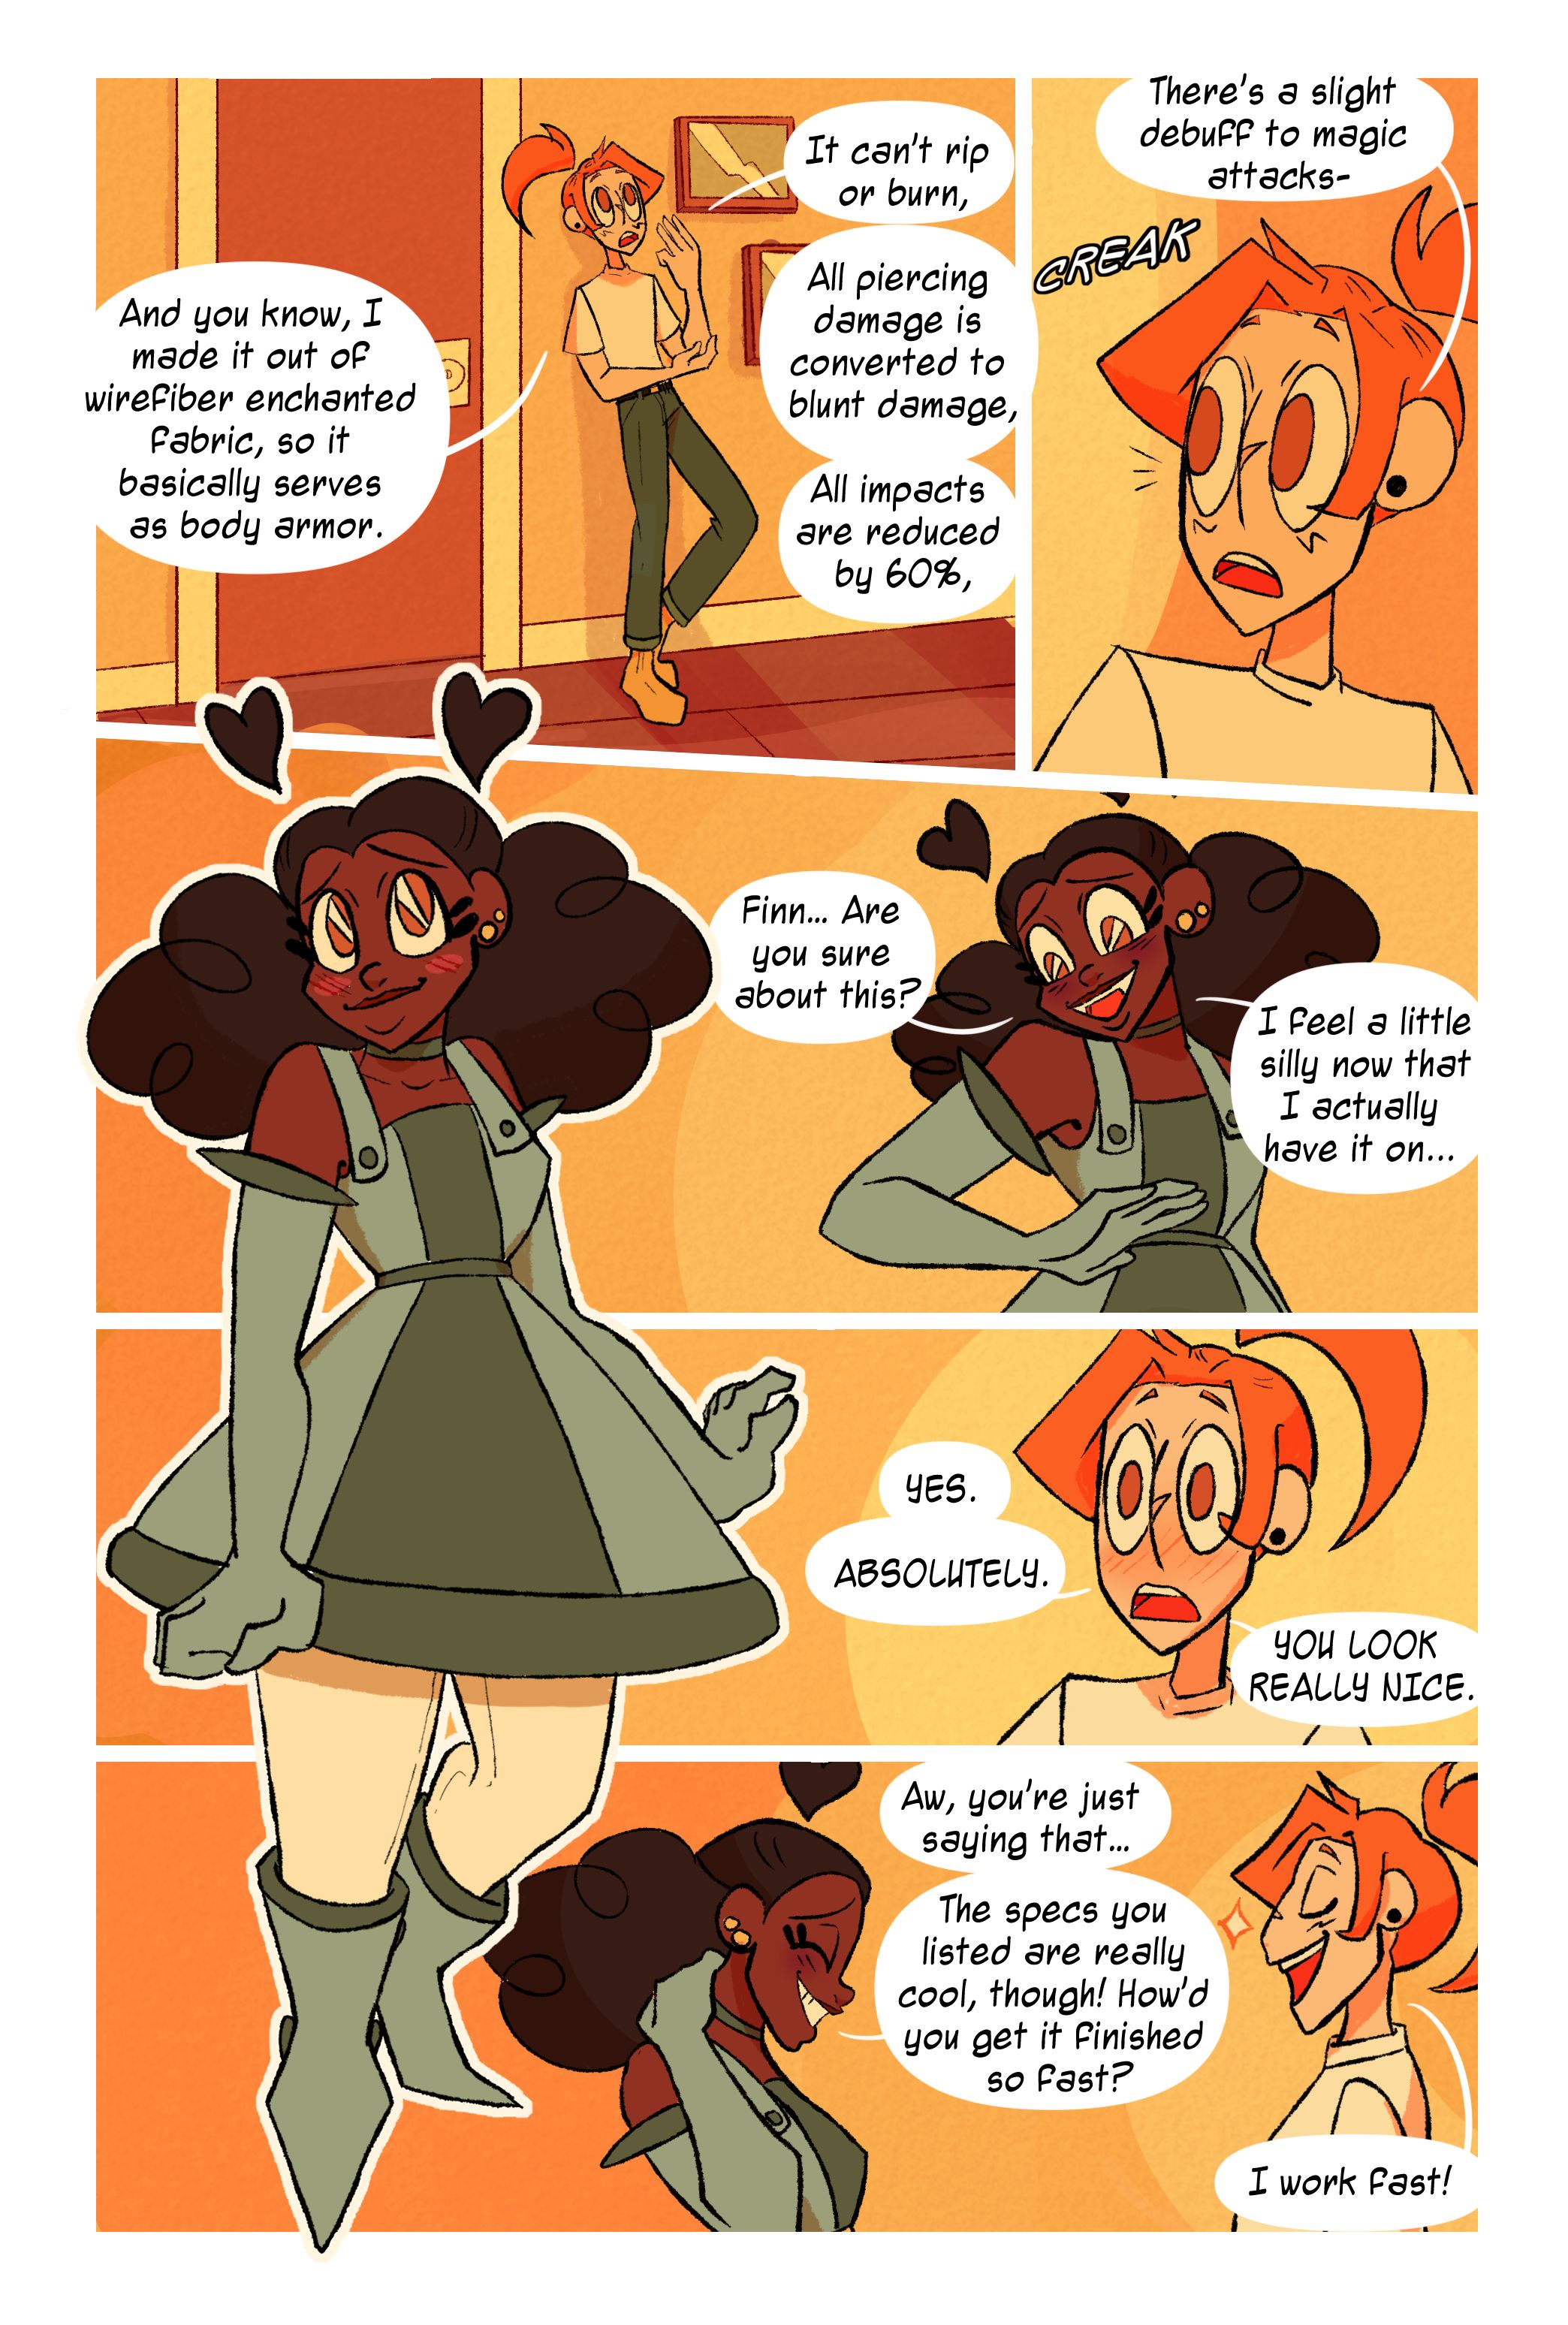 And you know, I
made it out of
wirefiber enchanted
fabric, so it
basically serves
as body armor.
It can't rip
or burn,
All piercing
damage is
converted to
blunt damage,
All impacts
are reduced
by 60%,
There's a slight
debuff to magic
attacks-
CREAK
Finn... Are
you sure
about this?
I feel a little
silly now that
I actually
have it on...
YES.
ABSOLUTELY.
YOU LOOK
REALLY NICE.
Aw, you're just
saying that...
The specs you
listed are really
cool, though! How'd
you get it finished
so fast?
I work fast!